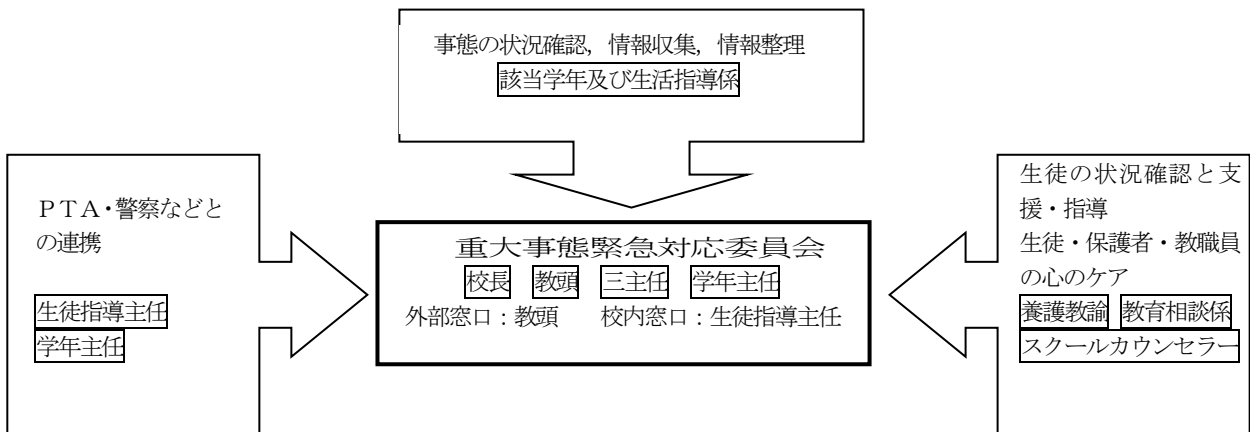 事態の状況確認，情報収集，情報整理
該当学年及び生活指導係
ＰＴＡ・警察などと
の連携
生徒指導主任
学年主任
重大事態緊急対応委員会
校長 教頭 三主任 学年主任
外部窓口：教頭 校内窓口：生徒指導主任
生徒の状況確認と支
援・指導
生徒・保護者・教職員
の心のケア
養護教諭 教育相談係
スクールカウンセラー